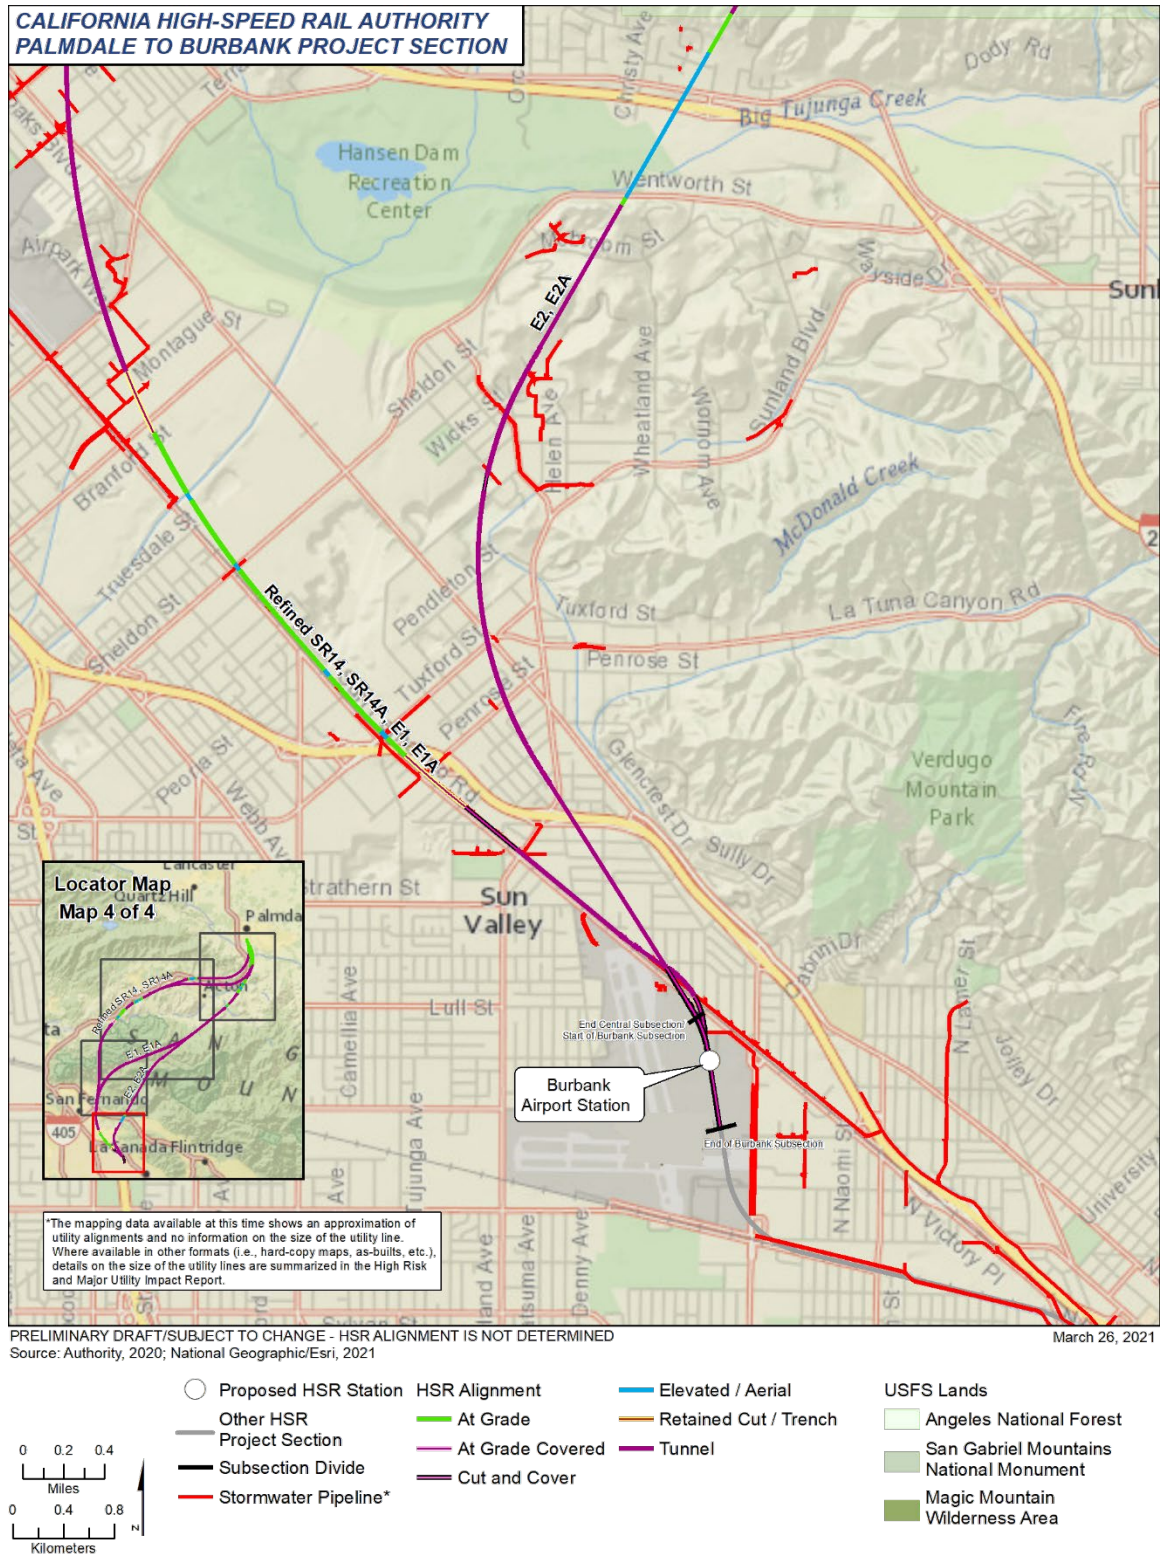 CALIFORNIA HIGH-SPEED RAIL AUTHORITY
PALMDALE TO BURBANK PROJECT SECTION
Christy Ave
Dody Rd
Big Tujunga Creek
Hansen Dam
Recreation
Center
Wentworth St
Wayside Dr
Airpark
Montague St
E2, E2A
Sheldon St
Wicks St
Helen Ave
Wheatland Ave
Wornom Ave
Sunland Blvd
Branford St
McDonald Creek
Truesdale St
Sheldon St
Pendleton St
Tuxford St
La Tuna Canyon Rd
Refined SR14, SR14A, E1, E1A
Tuxford St
Penrose St
Penrose St
Peoria St
Webb Ave
Glencrest Dr
Sully Dr
Verdugo
Mountain
Park
Fire Rd W
Strathern St
Sun
Valley
Lull St
Camellia Ave
Tujunga Ave
N Lamer St
Jolley Dr
End Central Subsection/
Start of Burbank Subsection
Burbank
Airport Station
End of Burbank Subsection
N Naomi St
N Victory Pl
University
Denny Ave
Locator Map
Map 4 of 4
Lancaster
Quartz Hill
Palmda
Refined SR14, SR14A
Acton
E1, E1A
E2, E2A
S A N G
M O U N
San Fernando
405
La Canada Flintridge
*The mapping data available at this time shows an approximation of
utility alignments and no information on the size of the utility line.
Where available in other formats (i.e., hard-copy maps, as-builts, etc.),
details on the size of the utility lines are summarized in the High Risk
and Major Utility Impact Report.
PRELIMINARY DRAFT/SUBJECT TO CHANGE - HSR ALIGNMENT IS NOT DETERMINED
March 26, 2021
Source: Authority, 2020; National Geographic/Esri, 2021
Proposed HSR Station
Other HSR
Project Section
Subsection Divide
Stormwater Pipeline*
HSR Alignment
At Grade
At Grade Covered
Cut and Cover
Elevated / Aerial
Retained Cut / Trench
Tunnel
USFS Lands
Angeles National Forest
San Gabriel Mountains
National Monument
Magic Mountain
Wilderness Area
0 0.2 0.4
Miles
0 0.4 0.8
Kilometers
N